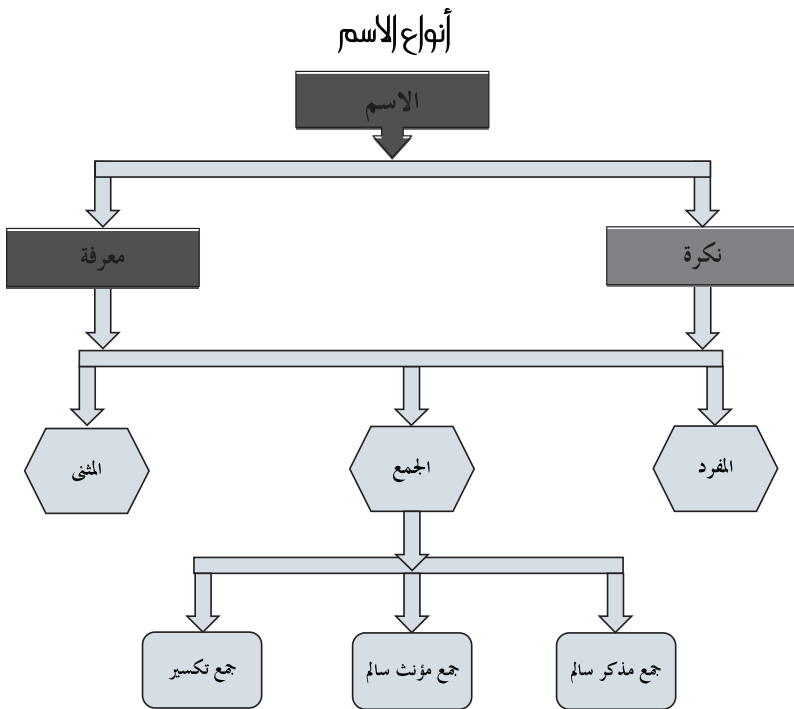 أنواع الاسم
الاسم
نكرة
معرفة
المفرد
الجمع
المثنى
جمع مذكر سالم
جمع مؤنث سالم
جمع تكسير